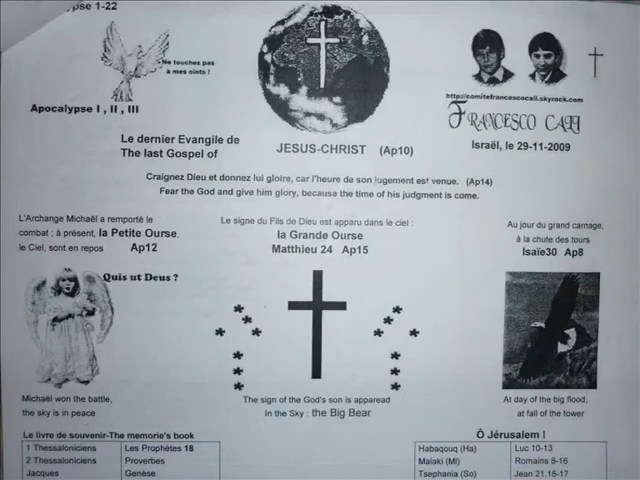 pse 1-22
Ne touchez pas
à mes oints !
Apocalypse I , II , III
http://comitefrancescocaii.skyrock.com
FRANCESCO CAII
Israël, le 29-11-2009
Le dernier Evangile de
The last Gospel of
JESUS-CHRIST (Ap10)
Craignez Dieu et donnez lui gloire, car l'heure de son jugement est venue. (Ap14)
Fear the God and give him glory, because the time of his judgment is come.
L'Archange Michaël a remporté le
combat ; à présent, la Petite Ourse,
le Ciel, sont en repos Ap12
Le signe du Fils de Dieu est apparu dans le ciel :
la Grande Ourse
Matthieu 24 Ap15
Au jour du grand carnage,
à la chute des tours
Isaïe30 Ap8
Quis ut Deus ?
Michaël won the battle,
the sky is in peace
The sign of the God's son is apparead
In the Sky : the Big Bear
At day of the big flood,
at fall of the tower
Le livre de souvenir-The memorie's book
1 Thessaloniciens Les Prophètes 18
2 Thessaloniciens Proverbes
Jacques Genèse
Ô Jérusalem !
Habaqouq (Ha) Luc 10-13
Malaki (Ml) Romains 8-16
Tsephania (So) Jean 21.15-17